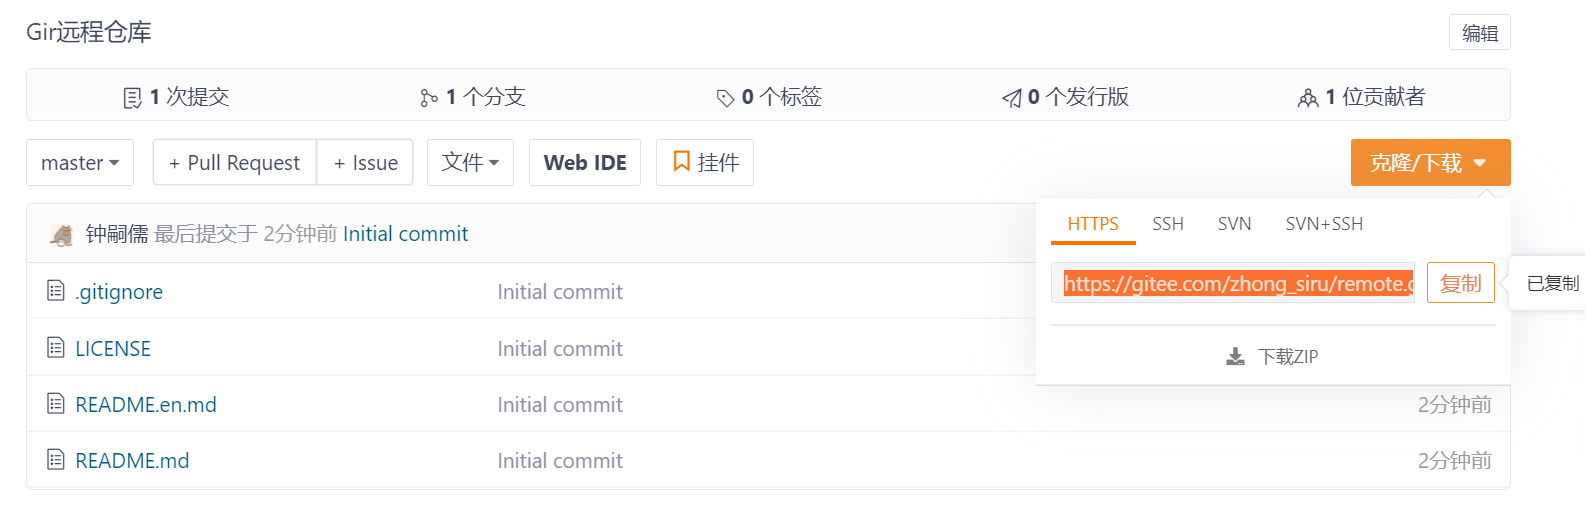 Gir远程仓库
编辑
1 次提交 1 个分支 0 个标签 0 个发行版 1 位贡献者
master + Pull Request + Issue 文件 Web IDE 挂件 克隆/下载
HTTPS SSH SVN SVN+SSH
https://gitee.com/zhong_siru/remote.g 复制 已复制
下载ZIP
钟嗣儒 最后提交于 2分钟前 Initial commit
.gitignore Initial commit
LICENSE Initial commit
README.en.md Initial commit 2分钟前
README.md Initial commit 2分钟前